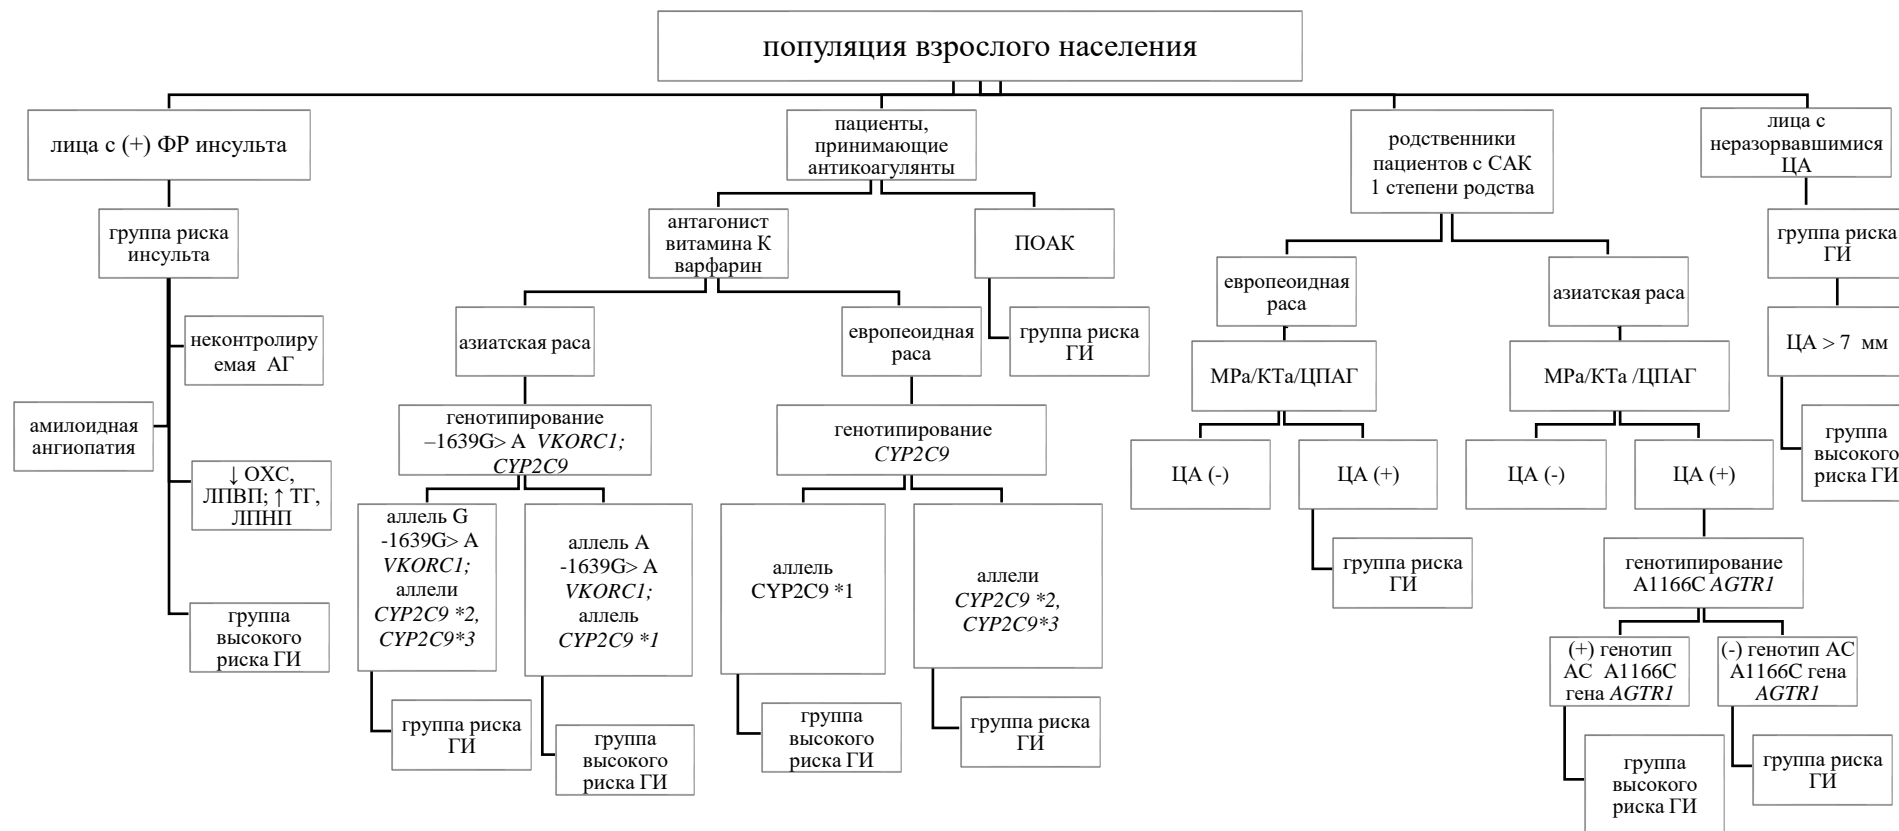 популяция взрослого населения
лица с (+) ФР инсульта
группа риска
инсульта
неконтролиру
емая АГ
амилоидная
ангиопатия
↓ ОХС,
ЛПВП; ↑ ТГ,
ЛПНП
группа
высокого
риска ГИ
пациенты,
принимающие
антикоагулянты
антагонист
витамина К
варфарин
ПОАК
группа риска
ГИ
азиатская раса
европеоидная
раса
генотипирование
–1639G> A VKORC1;
CYP2C9
генотипирование
CYP2C9
аллель G
-1639G> A
VKORC1;
аллели
CYP2C9 *2,
CYP2C9*3
группа риска
ГИ
аллель А
-1639G> A
VKORC1;
аллель
CYP2C9 *1
группа
высокого
риска ГИ
аллель
CYP2C9 *1
группа
высокого
риска ГИ
аллели
CYP2C9 *2,
CYP2C9*3
группа риска
ГИ
родственники
пациентов с САК
1 степени родства
европеоидная
раса
МРа/КТа/ЦПАГ
ЦА (-)
ЦА (+)
группа риска
ГИ
азиатская раса
МРа/КТа /ЦПАГ
ЦА (-)
ЦА (+)
генотипирование
А1166С AGTR1
(+) генотип
АС А1166С
гена AGTR1
группа
высокого
риска ГИ
(-) генотип АС
А1166С гена
AGTR1
группа риска
ГИ
лица с
неразорвавшимися
ЦА
группа риска
ГИ
ЦА > 7 мм
группа
высокого
риска ГИ